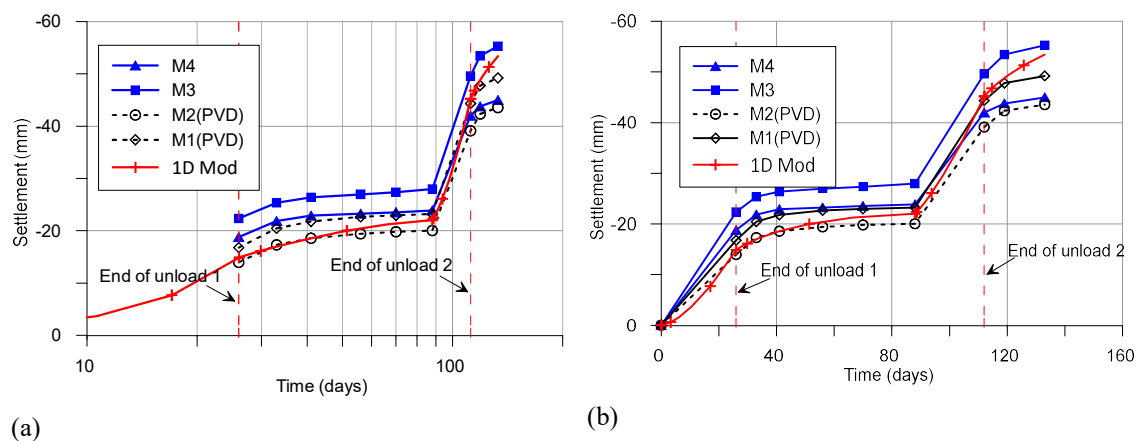 -60
-40
-20
0
Settlement (mm)
M4
M3
M2(PVD)
M1(PVD)
1D Mod
End of unload 1
End of unload 2
10
100
Time (days)
(a)
-60
-40
-20
0
Settlement (mm)
M4
M3
M2(PVD)
M1(PVD)
1D Mod
End of unload 1
End of unload 2
0
40
80
120
160
Time (days)
(b)